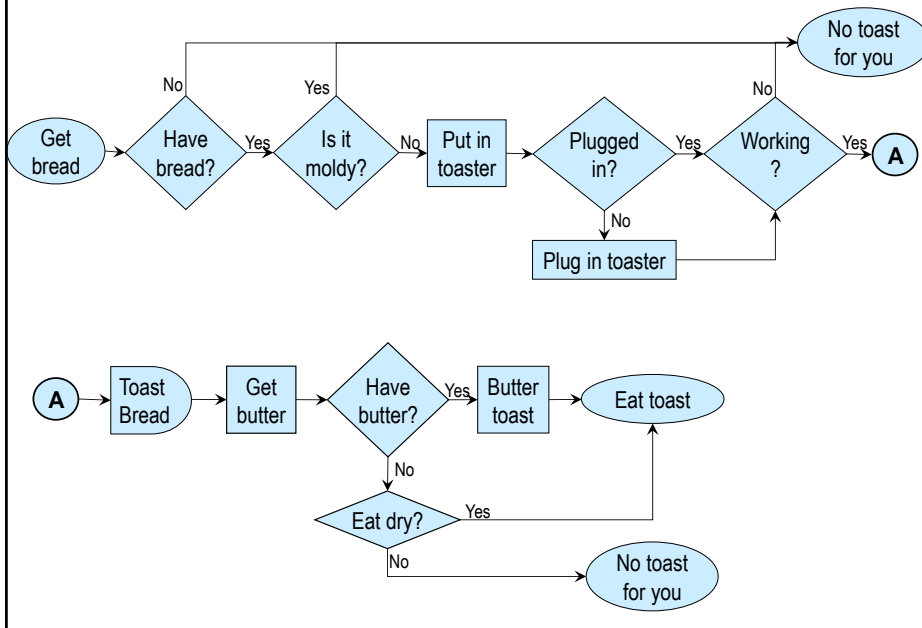 No toast
for you
No
Yes
No
Get
bread
Have
bread?
Yes
Is it
moldy?
No
Put in
toaster
Plugged
in?
Yes
Working
?
Yes
A
No
Plug in toaster
A
Toast
Bread
Get
butter
Have
butter?
Yes
Butter
toast
Eat toast
No
Eat dry?
Yes
No
No toast
for you